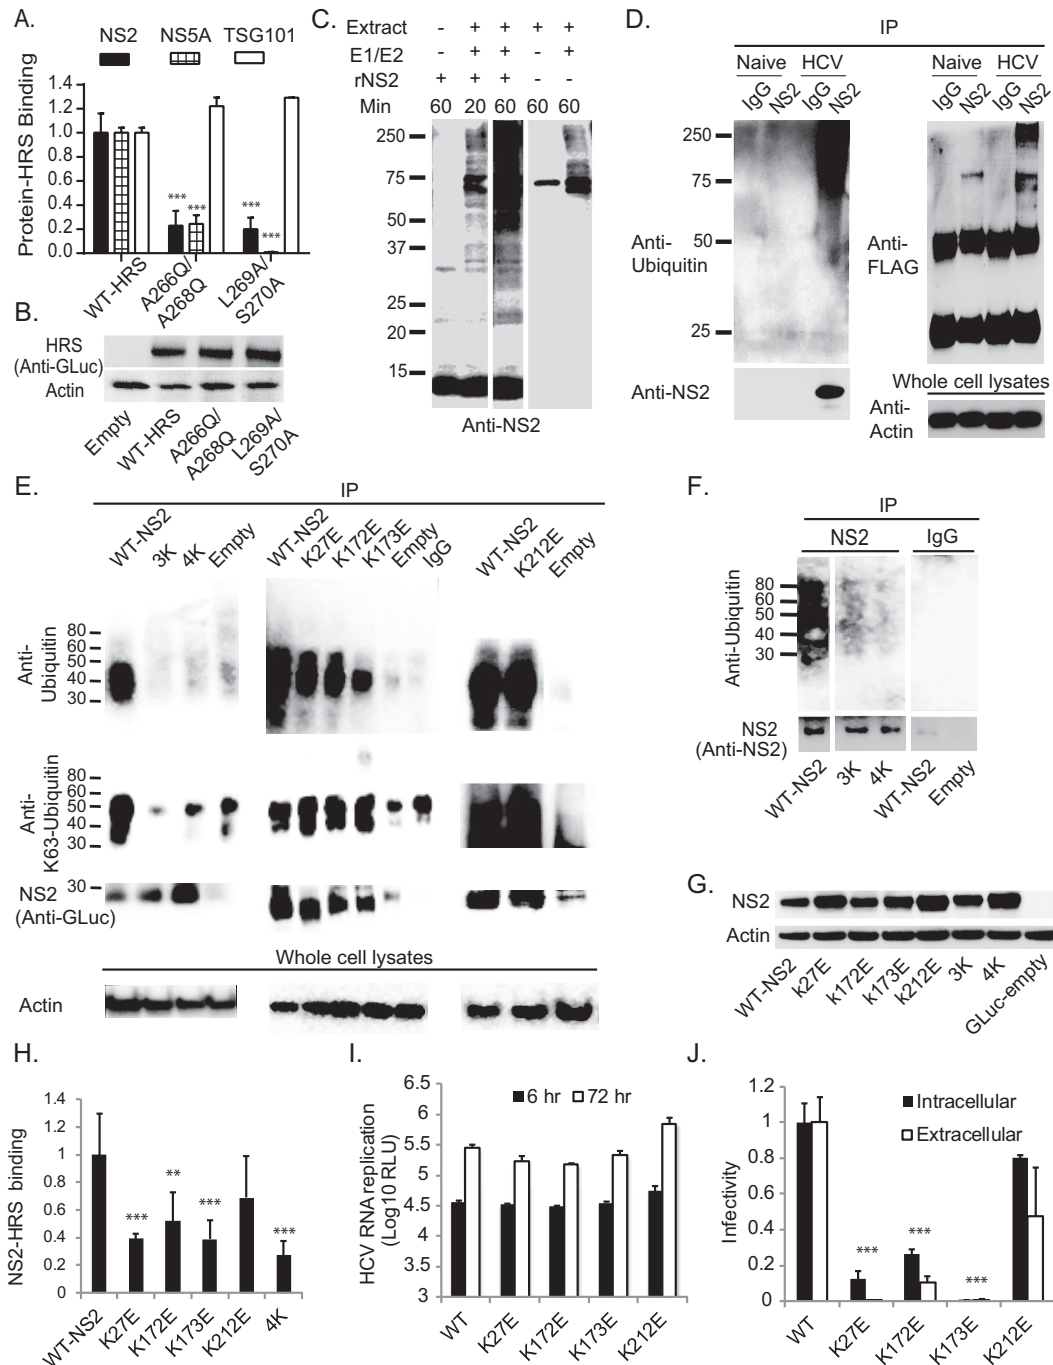 A.
NS2 NS5A TSG101
Protein-HRS Binding
1.4
1.2
1.0
0.8
0.6
0.4
0.2
0.0
*** ***
*** ***
WT-HRS
A266Q/
A268Q
L269A/
S270A
B.
HRS
(Anti-GLuc)
Actin
Empty
WT-HRS
A266Q/
A268Q
L269A/
S270A
C.
Extract - + + + +
E1/E2 - + + - +
rNS2 + + + - -
Min 60 20 60 60 60
250
75
50
37
25
20
15
Anti-NS2
D.
IP
Naive HCV
IgG NS2 IgG NS2
250
75
50
25
Anti-
Ubiquitin
Anti-NS2
Naive HCV
IgG NS2 IgG NS2
Anti-
FLAG
Whole cell lysates
Anti-
Actin
E.
IP
WT-NS2 3K 4K Empty
WT-NS2 K27E K172E K173E Empty IgG
WT-NS2 K212E Empty
Anti-
Ubiquitin
80
60
50
40
30
Anti-
K63-Ubiquitin
80
60
50
40
30
NS2
(Anti-GLuc)
30
Whole cell lysates
Actin
F.
IP
NS2 IgG
Anti-Ubiquitin
80
60
50
40
30
NS2
(Anti-NS2)
WT-NS2 3K 4K WT-NS2 Empty
G.
NS2
Actin
WT-NS2 k27E k172E k173E k212E 3K 4K GLuc-empty
H.
NS2-HRS binding
1.4
1.2
1
0.8
0.6
0.4
0.2
0
*** ** *** ***
WT-NS2 K27E K172E K173E K212E 4K
I.
HCV RNA replication
(Log10 RLU)
6.5
6
5.5
5
4.5
4
3.5
3
6 hr 72 hr
WT K27E K172E K173E K212E
J.
Infectivity
1.2
1
0.8
0.6
0.4
0.2
0
Intracellular
Extracellular
*** *** ***
WT K27E K172E K173E K212E